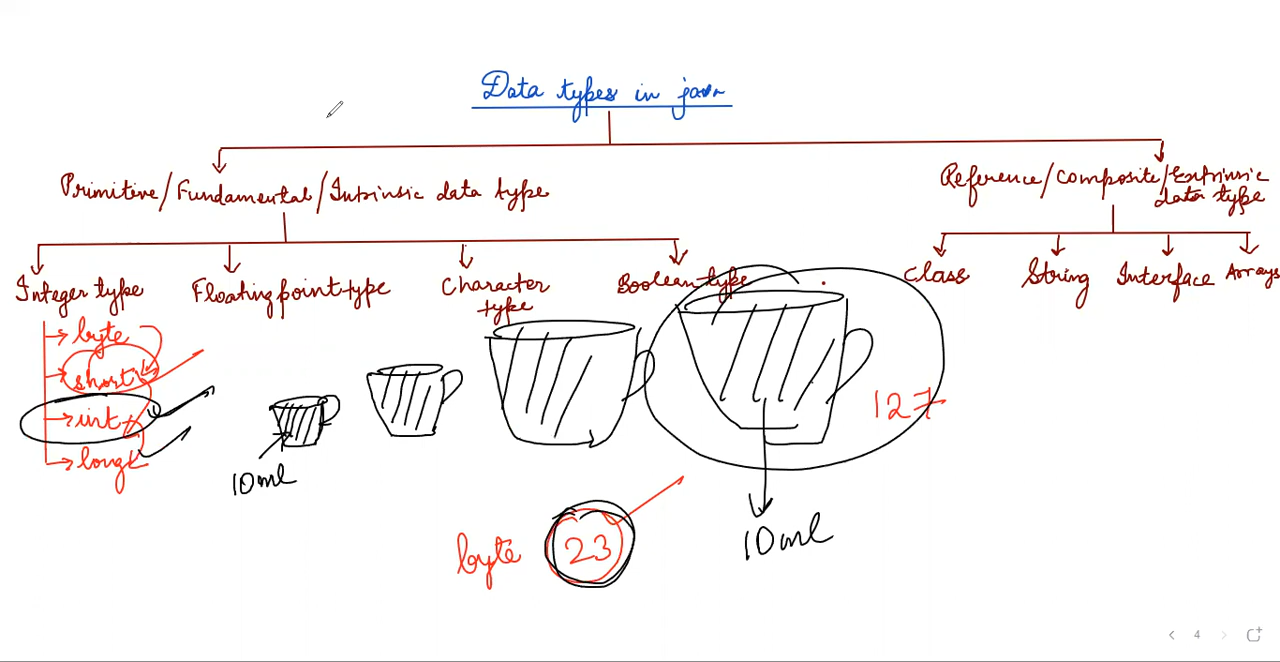 Data types in java
Primitive/Fundamental/Intrinsic data type
Reference/Composite/Extrinsic data type
Integer type
Floating point type
Character type
Boolean type
Class
String
Interface
Arrays
byte
short
int
long
10ml
127
byte 23
10ml
4